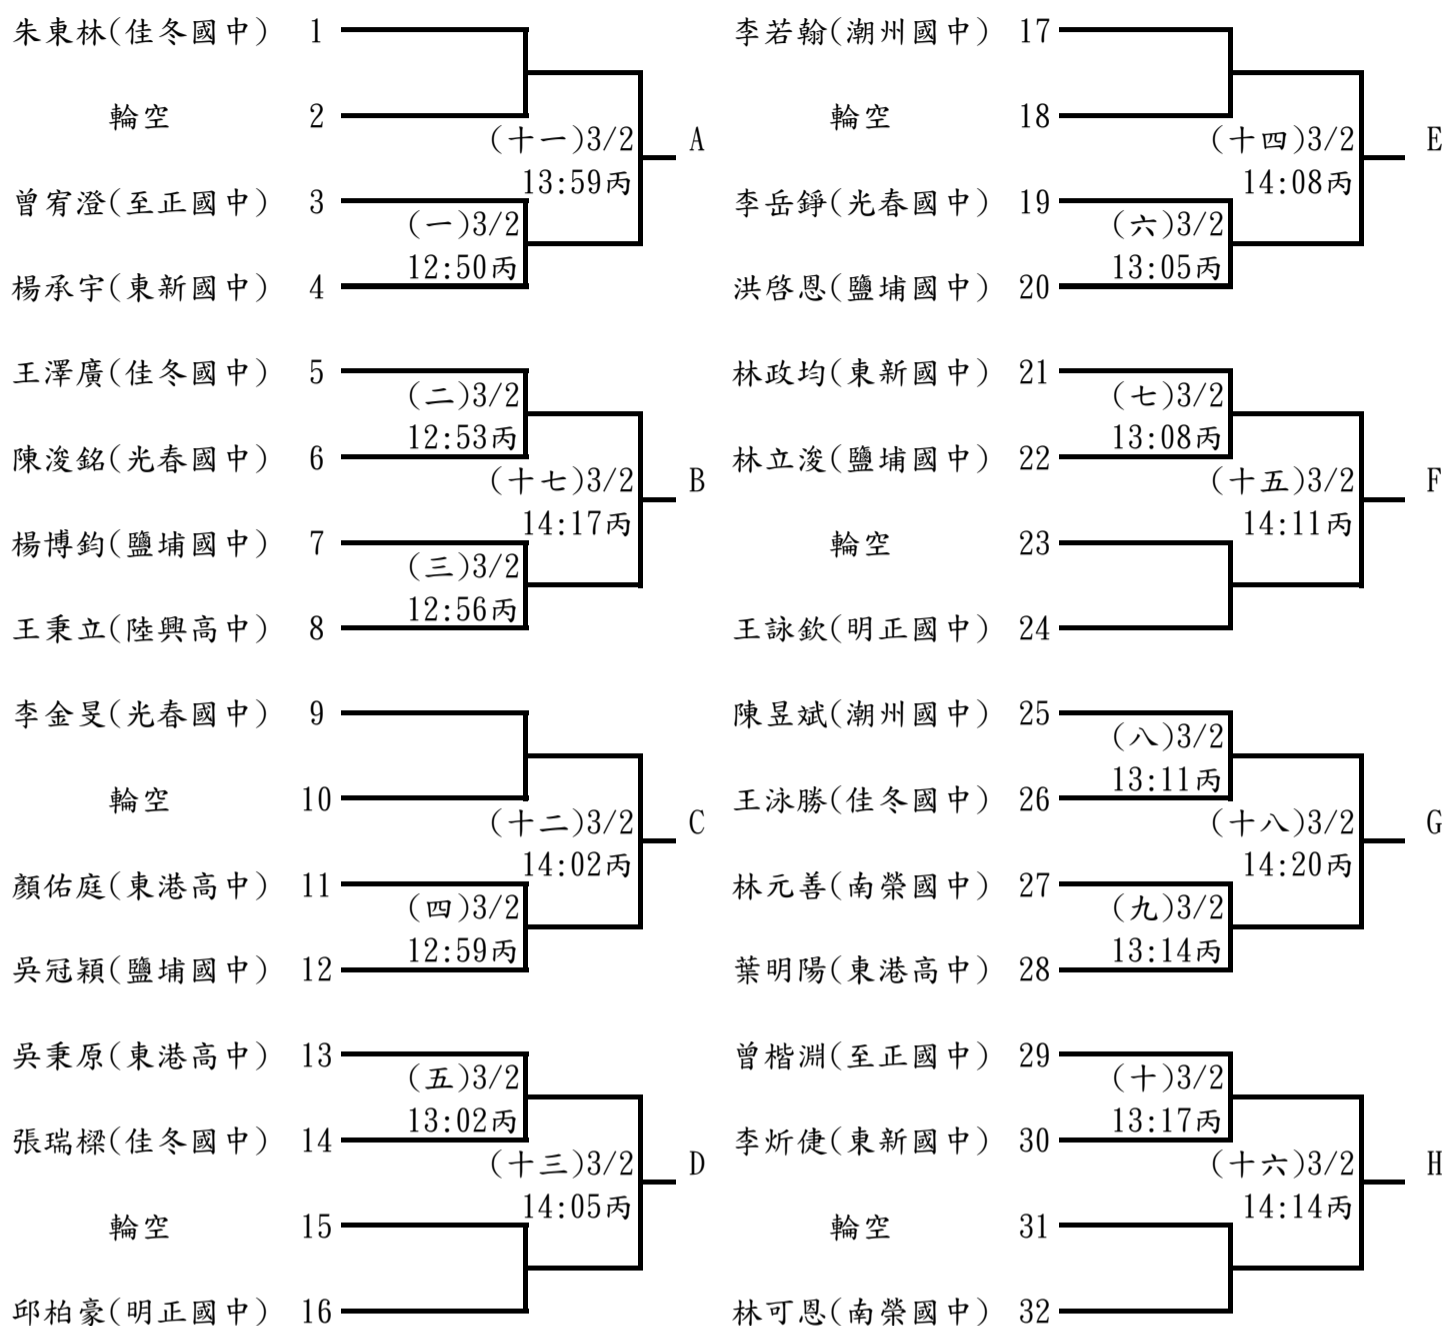 朱東林(佳冬國中) 1
輪空 2
(十一)3/2 A
13:59丙
曾宥澄(至正國中) 3
(一)3/2
12:50丙
楊承宇(東新國中) 4
王澤廣(佳冬國中) 5
(二)3/2
12:53丙
陳浚銘(光春國中) 6
(十七)3/2 B
14:17丙
楊博鈞(鹽埔國中) 7
(三)3/2
12:56丙
王秉立(陸興高中) 8
李金旻(光春國中) 9
輪空 10
(十二)3/2 C
14:02丙
顏佑庭(東港高中) 11
(四)3/2
12:59丙
吳冠穎(鹽埔國中) 12
吳秉原(東港高中) 13
(五)3/2
13:02丙
張瑞樑(佳冬國中) 14
(十三)3/2 D
14:05丙
輪空 15
邱柏豪(明正國中) 16
李若翰(潮州國中) 17
輪空 18
(十四)3/2 E
14:08丙
李岳錚(光春國中) 19
(六)3/2
13:05丙
洪啓恩(鹽埔國中) 20
林政均(東新國中) 21
(七)3/2
13:08丙
林立浚(鹽埔國中) 22
(十五)3/2 F
14:11丙
輪空 23
王詠欽(明正國中) 24
陳昱斌(潮州國中) 25
(八)3/2
13:11丙
王泳勝(佳冬國中) 26
(十八)3/2 G
14:20丙
林元善(南榮國中) 27
(九)3/2
13:14丙
葉明陽(東港高中) 28
曾楷淵(至正國中) 29
(十)3/2
13:17丙
李炘倢(東新國中) 30
(十六)3/2 H
14:14丙
輪空 31
林可恩(南榮國中) 32